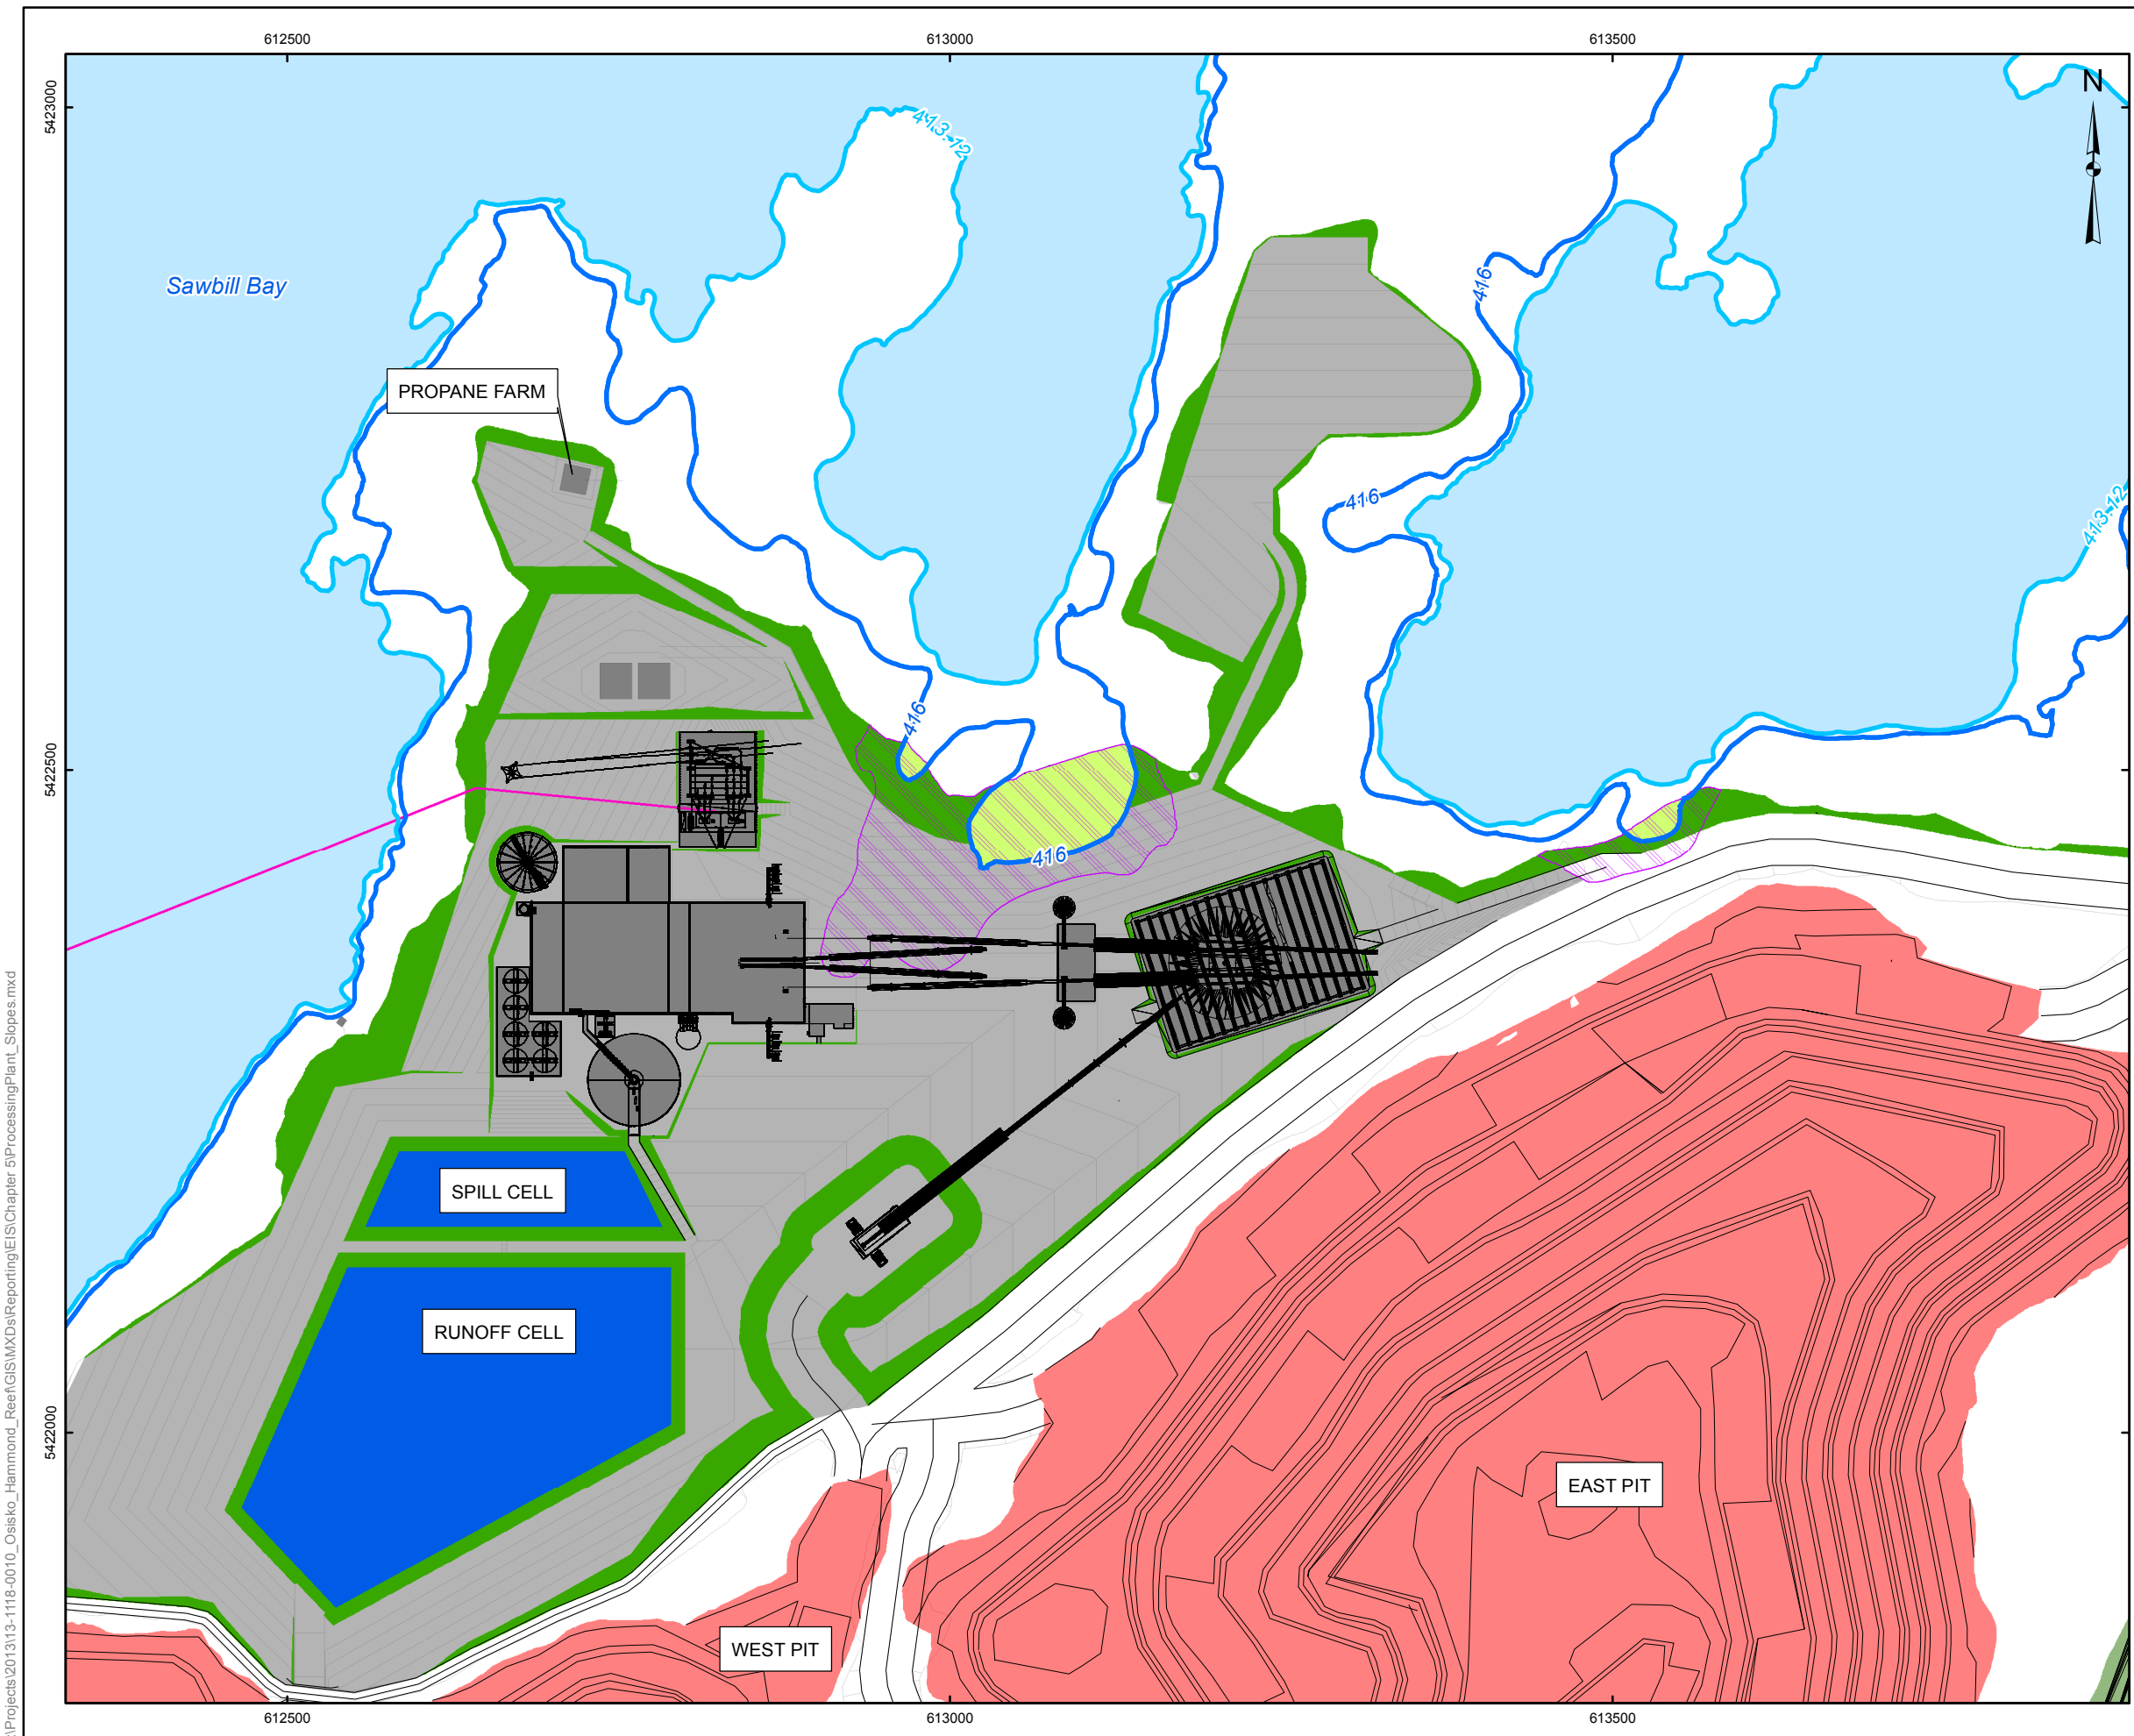 612500
613000
613500
5423000
N
413.12
Sawbill Bay
416
PROPANE FARM
416
413.12
416
5422500
416
SPILL CELL
RUNOFF CELL
5422000
EAST PIT
WEST PIT
612500
613000
613500
\Projects\2013\13-1118-0010_Osisko_Hammond_Reef\GIS\MXDs\Reporting\EIS\Chapter 5\ProcessingPlant_Slopes.mxd